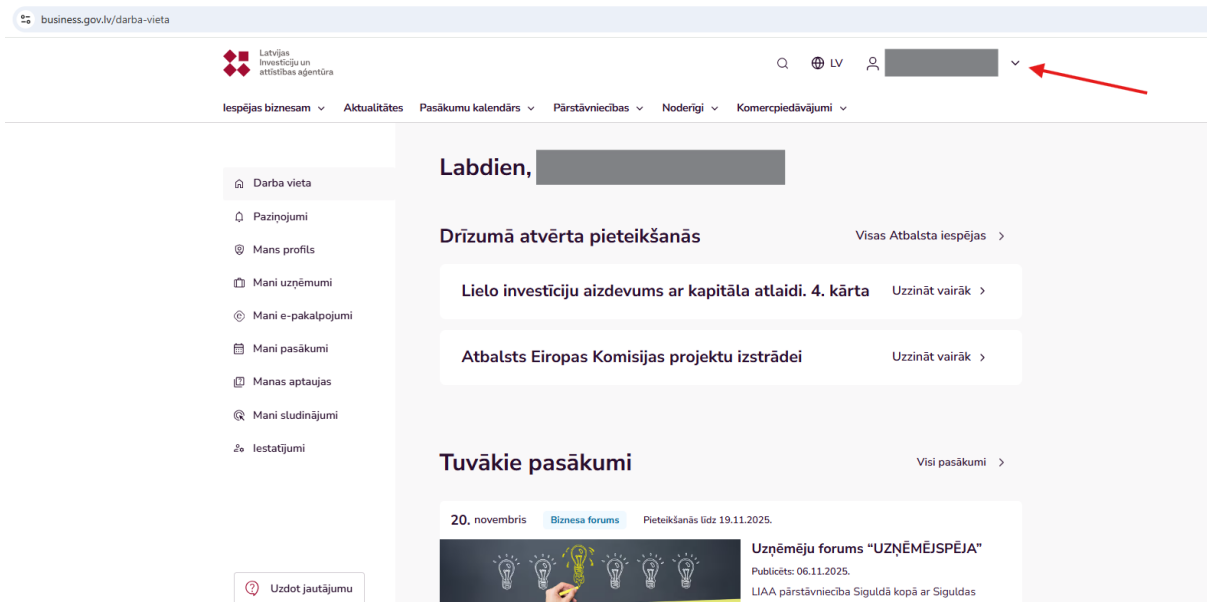 business.gov.lv/darba-vieta
Latvijas
Investīciju un
attīstības aģentūra
LV
Iespējas biznesam
Aktualitātes
Pasākumu kalendārs
Pārstāvniecības
Noderīgi
Komercpiedāvājumi
Darba vieta
Paziņojumi
Mans profils
Mani uzņēmumi
Mani e-pakalpojumi
Mani pasākumi
Manas aptaujas
Mani sludinājumi
Iestatījumi
Uzdot jautājumu
Labdien,
Drīzumā atvērta pieteikšanās
Visas Atbalsta iespējas
Lielo investīciju aizdevums ar kapitāla atlaidi. 4. kārta
Uzzināt vairāk
Atbalsts Eiropas Komisijas projektu izstrādei
Uzzināt vairāk
Tuvākie pasākumi
Visi pasākumi
20. novembris
Biznesa forums
Pieteikšanās līdz 19.11.2025.
Uzņēmēju forums “UZŅĒMĒJSPĒJA”
Publicēts: 06.11.2025.
LIAA pārstāvniecība Siguldā kopā ar Siguldas